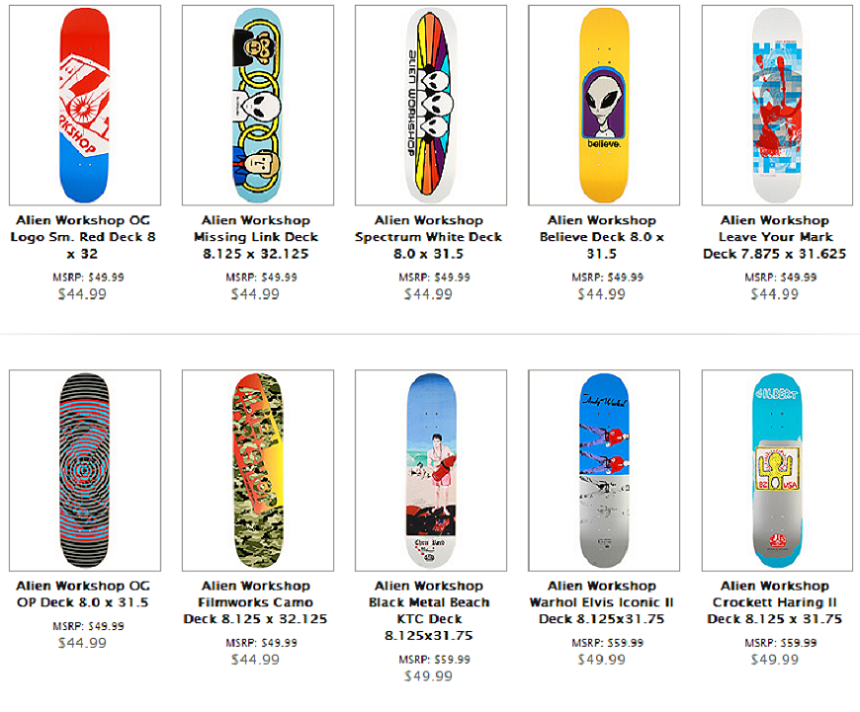 RKSHOP
believe.
Alien Workshop OG
Logo Sm. Red Deck 8
x 32
MSRP: $49.99
$44.99
Alien Workshop
Missing Link Deck
8.125 x 32.125
MSRP: $49.99
$44.99
Alien Workshop
Spectrum White Deck
8.0 x 31.5
MSRP: $49.99
$44.99
Alien Workshop
Believe Deck 8.0 x
31.5
MSRP: $49.99
$44.99
Alien Workshop
Leave Your Mark
Deck 7.875 x 31.625
MSRP: $49.99
$44.99
Andy Warhol
GILBERT
82 USA
Alien Workshop OG
OP Deck 8.0 x 31.5
MSRP: $49.99
$44.99
Alien Workshop
Filmworks Camo
Deck 8.125 x 32.125
MSRP: $49.99
$44.99
Alien Workshop
Black Metal Beach
KTC Deck
8.125x31.75
MSRP: $59.99
$49.99
Alien Workshop
Warhol Elvis Iconic II
Deck 8.125x31.75
MSRP: $59.99
$49.99
Alien Workshop
Crockett Haring II
Deck 8.125 x 31.75
MSRP: $59.99
$49.99